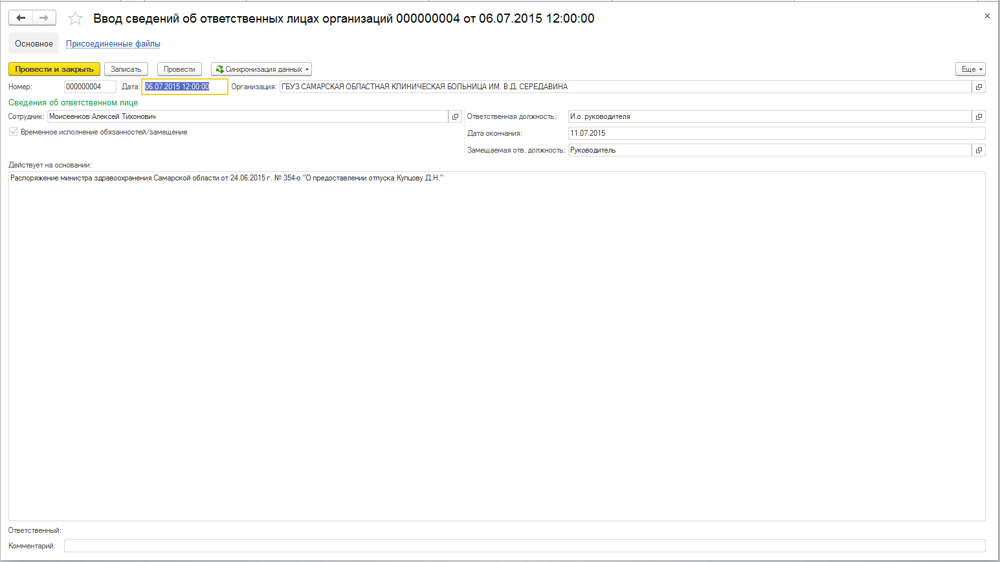 Ввод сведений об ответственных лицах организаций 000000004 от 06.07.2015 12:00:00
Основное Присоединенные файлы
Провести и закрыть Записать Провести Синхронизация данных Еще
Номер: 000000004 Дата: 06.07.2015 12:00:00 Организация: ГБУЗ САМАРСКАЯ ОБЛАСТНАЯ КЛИНИЧЕСКАЯ БОЛЬНИЦА ИМ. В.Д. СЕРЕДАВИНА
Сведения об ответственном лице
Сотрудник: Моисеенков Алексей Тихонович Ответственная должность: И.о. руководителя
Временное исполнение обязанностей/замещение Дата окончания: 11.07.2015
Замещаемая отв. должность: Руководитель
Действует на основании:
Распоряжение министра здравоохранения Самарской области от 24.06.2015 г. № 354-о "О предоставлении отпуска Купцову Д.Н."
Ответственный:
Комментарий: